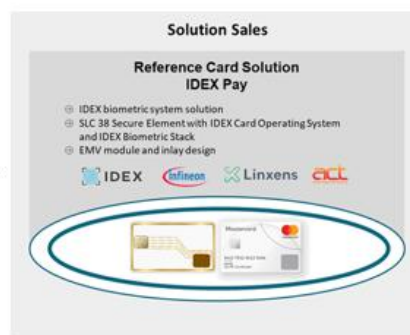 Solution Sales
Reference Card Solution
IDEX Pay
IDEX biometric system solution
SLC 38 Secure Element with IDEX Card Operating System
and IDEX Biometric Stack
EMV module and inlay design
IDEX infineon Linxens act
Mastercard